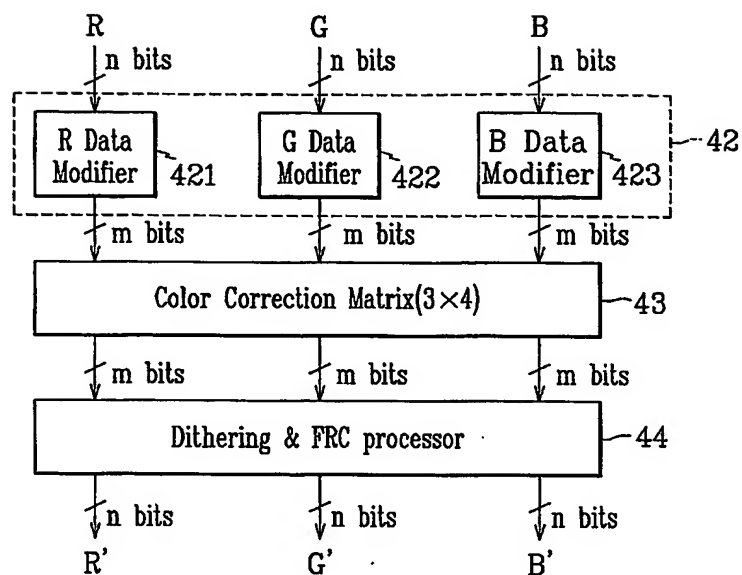 R G B
n bits n bits n bits
R Data Modifier 421 G Data Modifier 422 B Data Modifier 423 42
m bits m bits m bits
Color Correction Matrix(3×4) 43
m bits m bits m bits
Dithering & FRC processor 44
n bits n bits n bits
R' G' B'